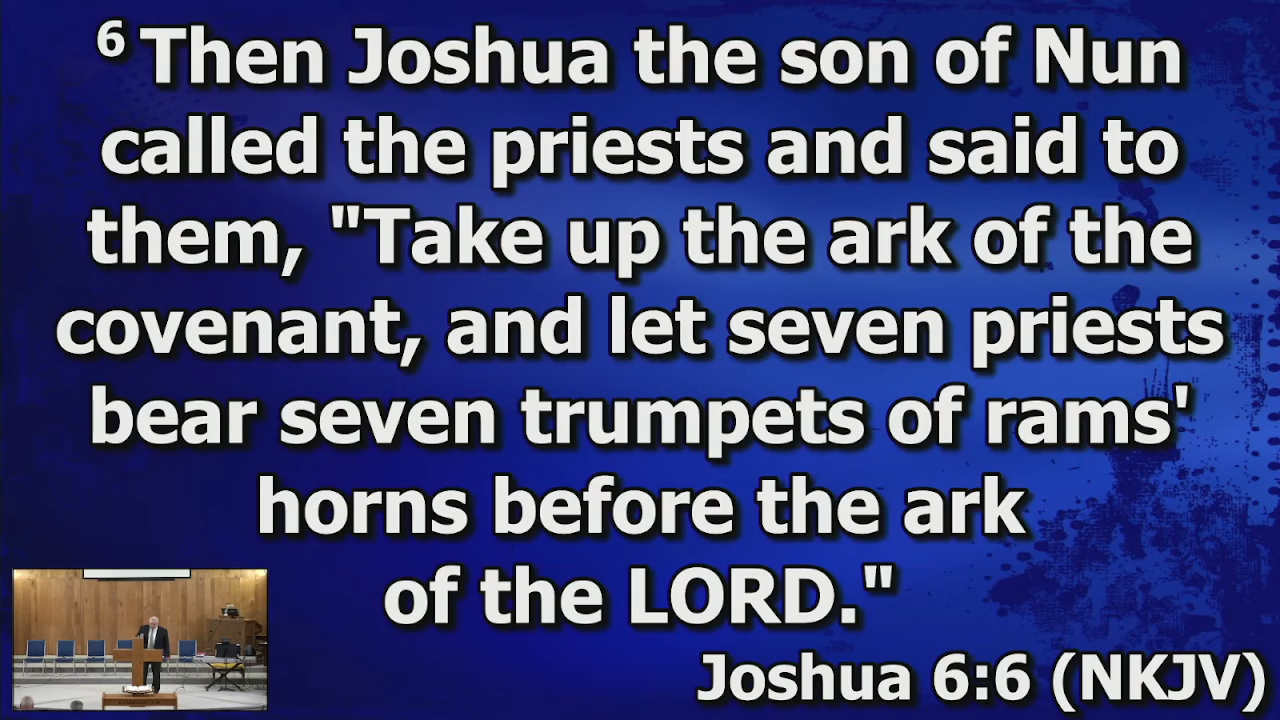 6 Then Joshua the son of Nun
called the priests and said to
them, "Take up the ark of the
covenant, and let seven priests
bear seven trumpets of rams'
horns before the ark
of the LORD."
Joshua 6:6 (NKJV)